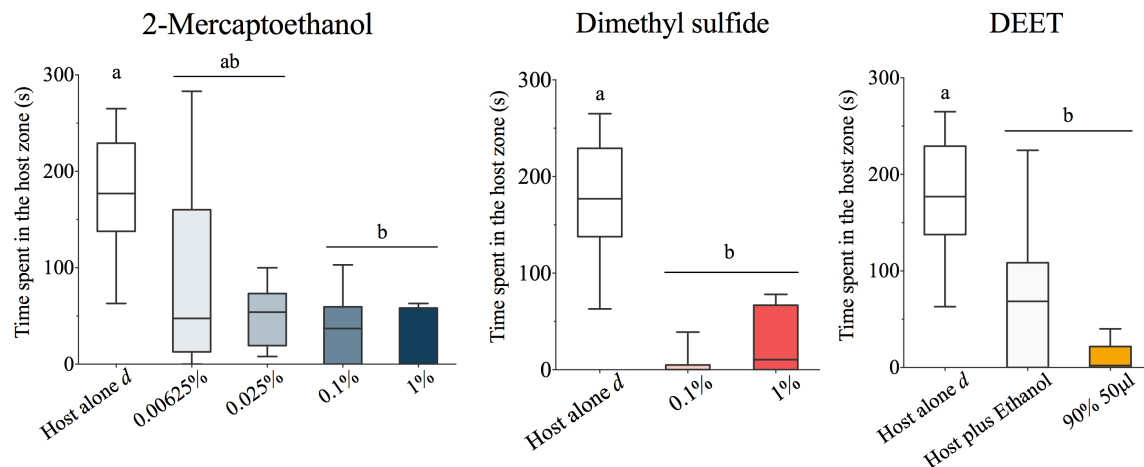 2-Mercaptoethanol
Time spent in the host zone (s)
300
200
100
0
a
ab
b
Host alone d
0.00625%
0.025%
0.1%
1%
Dimethyl sulfide
Time spent in the host zone (s)
300
200
100
0
a
b
Host alone d
0.1%
1%
DEET
Time spent in the host zone (s)
300
200
100
0
a
b
Host alone d
Host plus Ethanol
90% 50µl